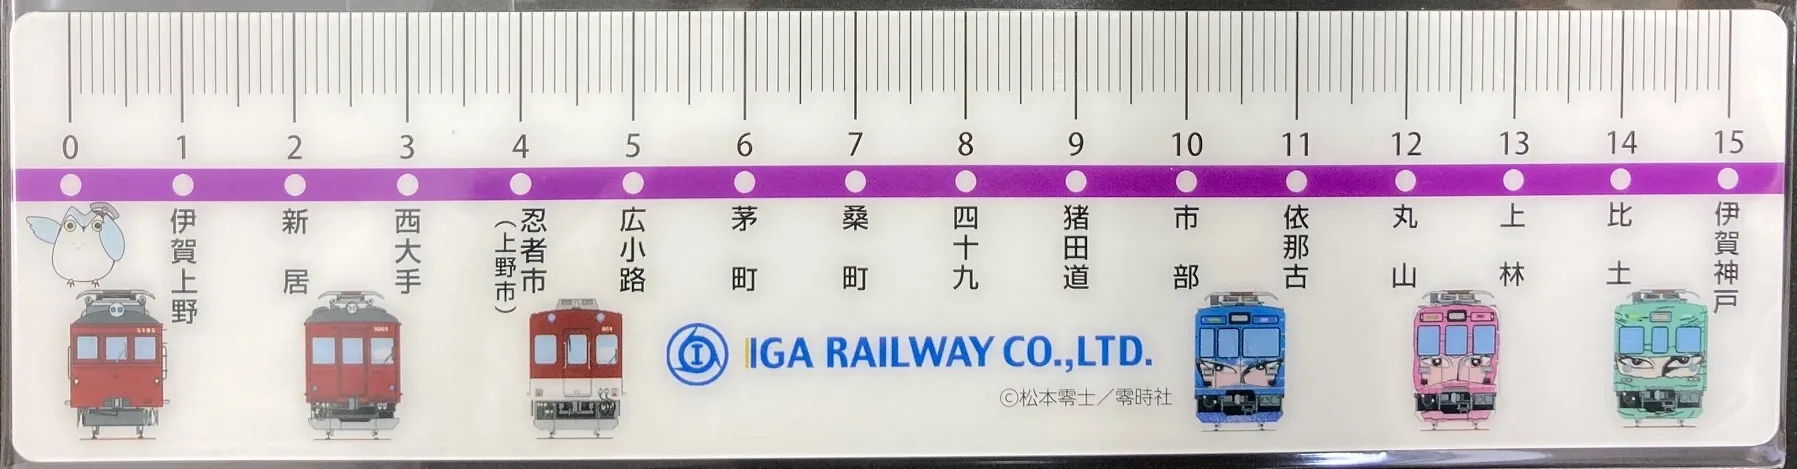 0 1 2 3 4 5 6 7 8 9 10 11 12 13 14 15
伊賀上野
新居
西大手
忍者市
(上野市)
広小路
茅町
桑町
四十九
猪田道
市部
依那古
丸山
上林
比土
伊賀神戸
5182
5001
864
IGA RAILWAY CO.,LTD.
©松本零士／零時社